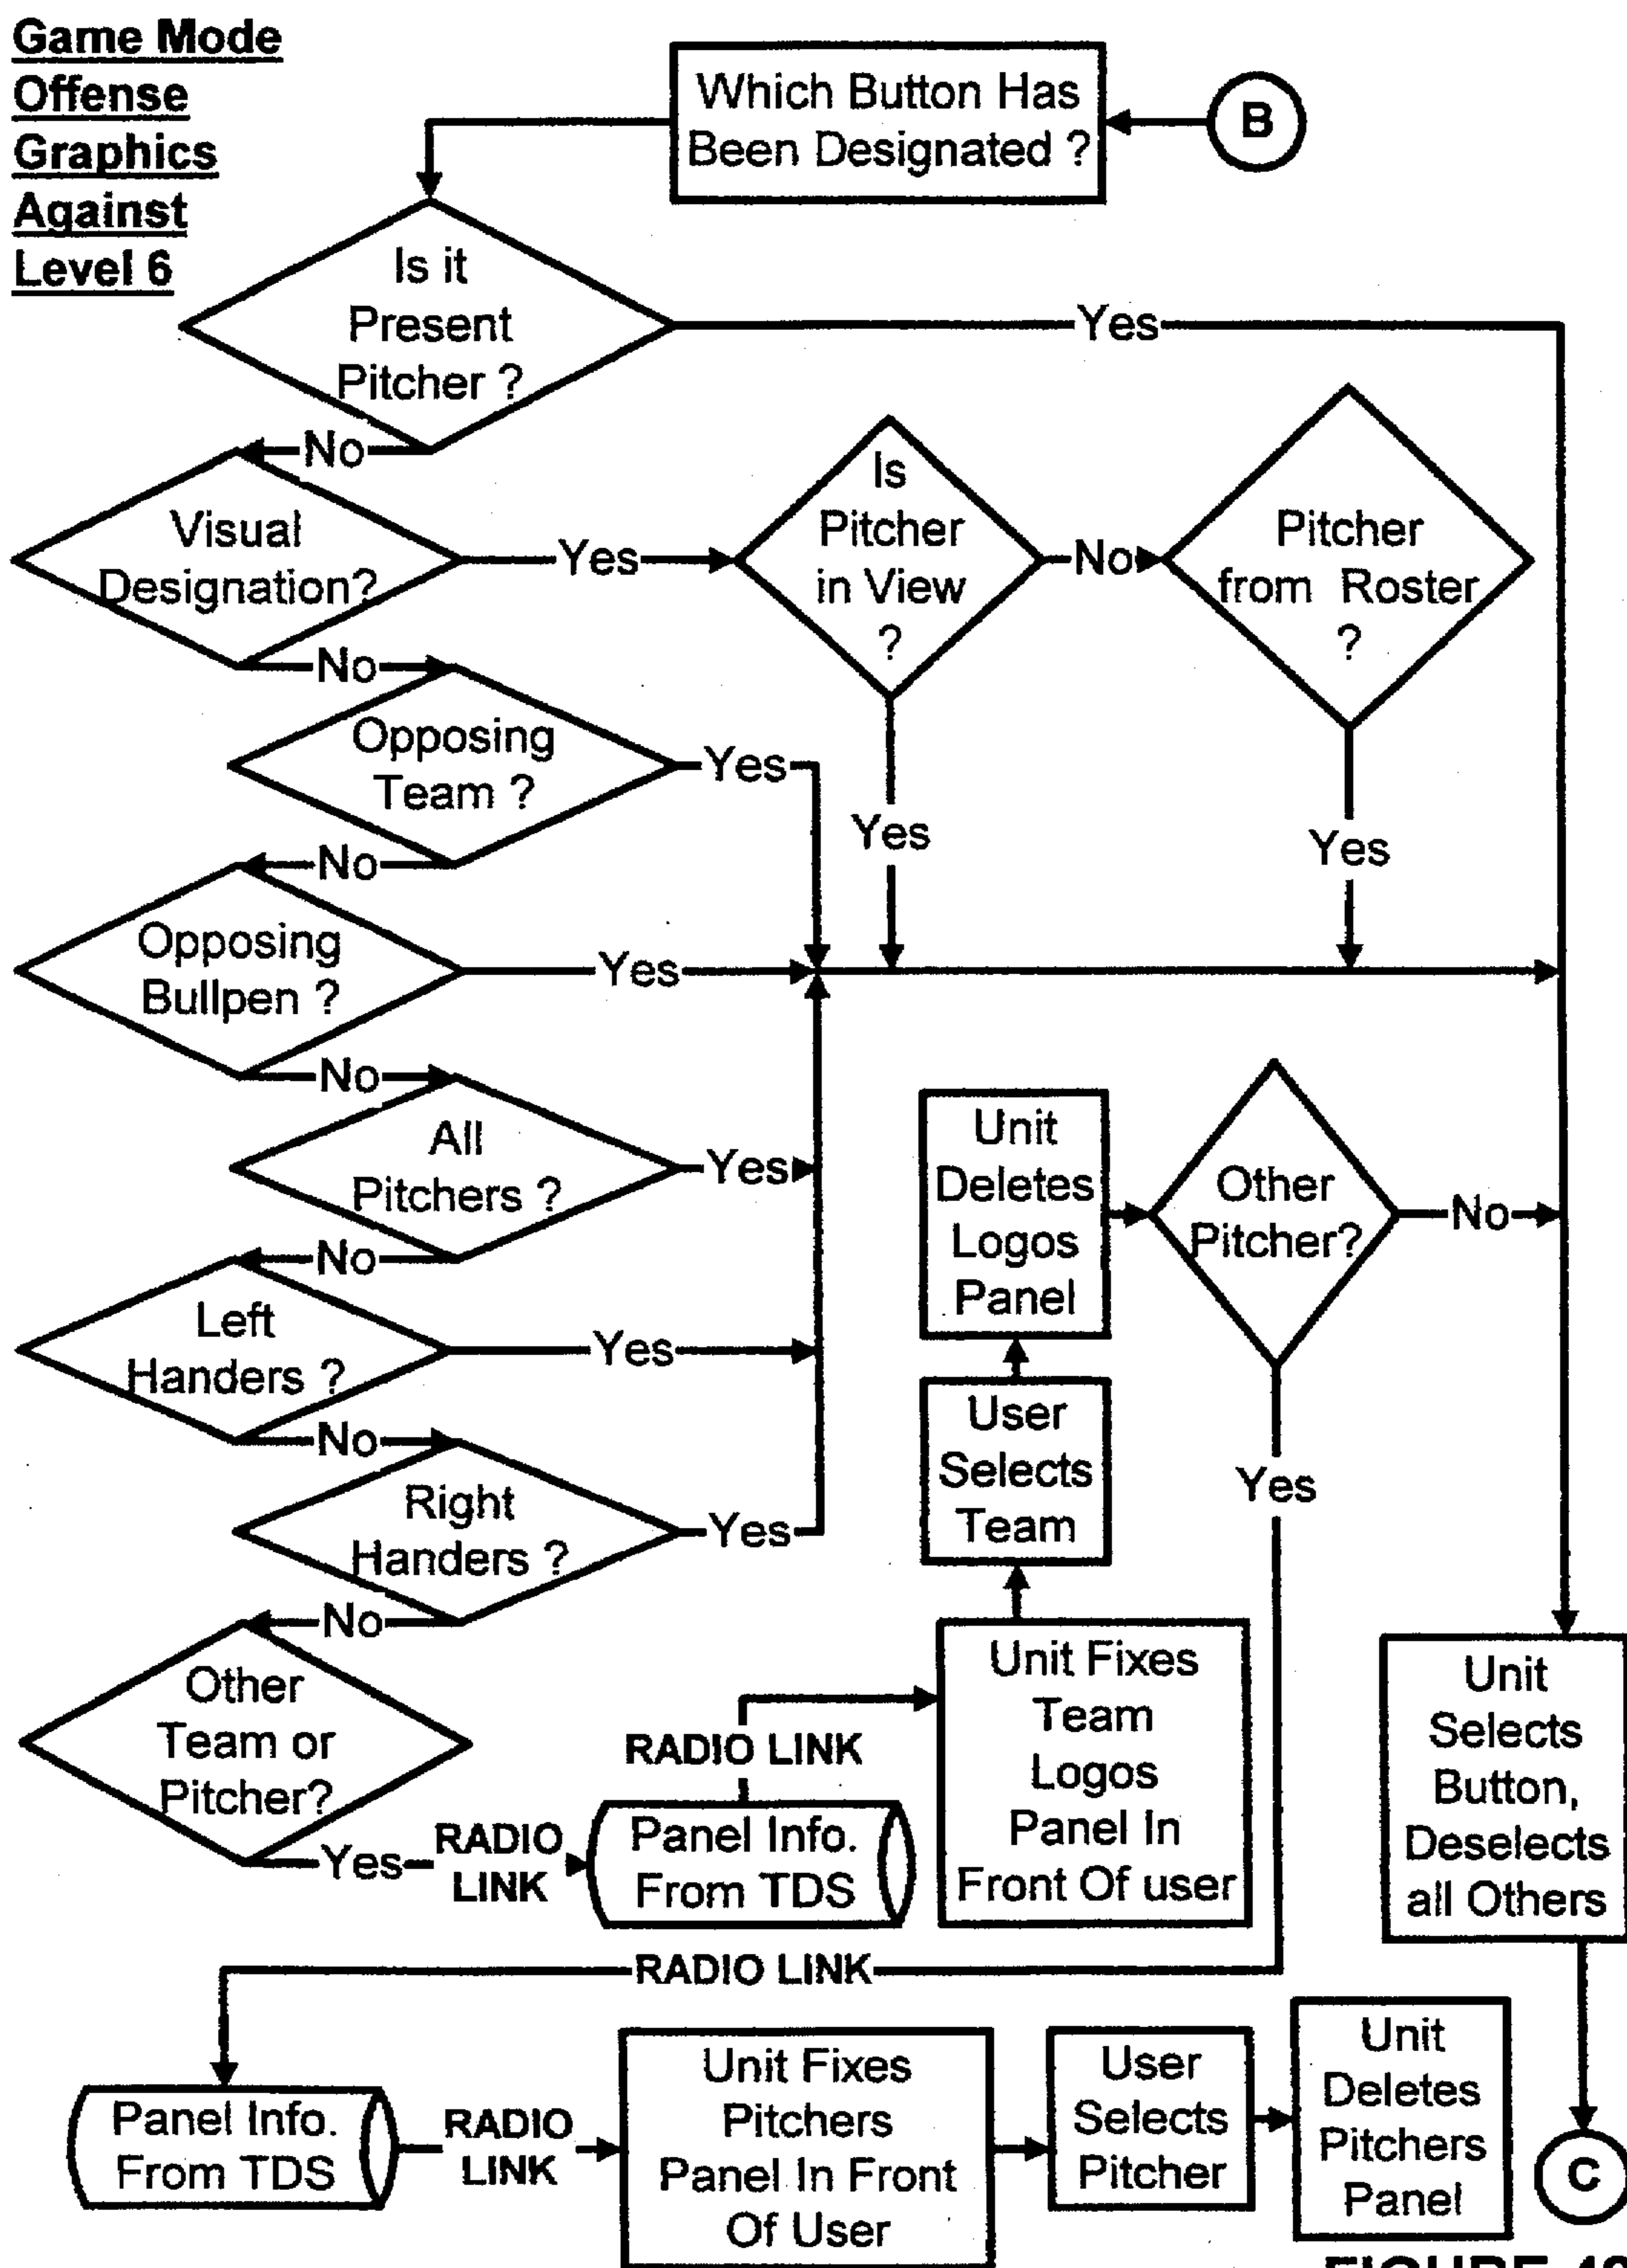 Game Mode
Offense
Graphics
Against
Level 6
Which Button Has
Been Designated ?
B
Is it
Present
Pitcher ?
Yes
No
Visual
Designation?
Yes
Is
Pitcher
in View
?
No
Pitcher
from Roster
?
No
Opposing
Team ?
Yes
Yes
Yes
No
Opposing
Bullpen ?
Yes
No
All
Pitchers ?
Yes
Unit
Deletes
Logos
Panel
Other
Pitcher?
No
No
Left
Handers ?
Yes
User
Selects
Team
Yes
No
Right
Handers ?
Yes
No
Other
Team or
Pitcher?
Yes
RADIO
LINK
Panel Info.
From TDS
RADIO LINK
Unit Fixes
Team
Logos
Panel In
Front Of user
Unit
Selects
Button,
Deselects
all Others
RADIO LINK
Panel Info.
From TDS
RADIO
LINK
Unit Fixes
Pitchers
Panel In Front
Of User
User
Selects
Pitcher
Unit
Deletes
Pitchers
Panel
C